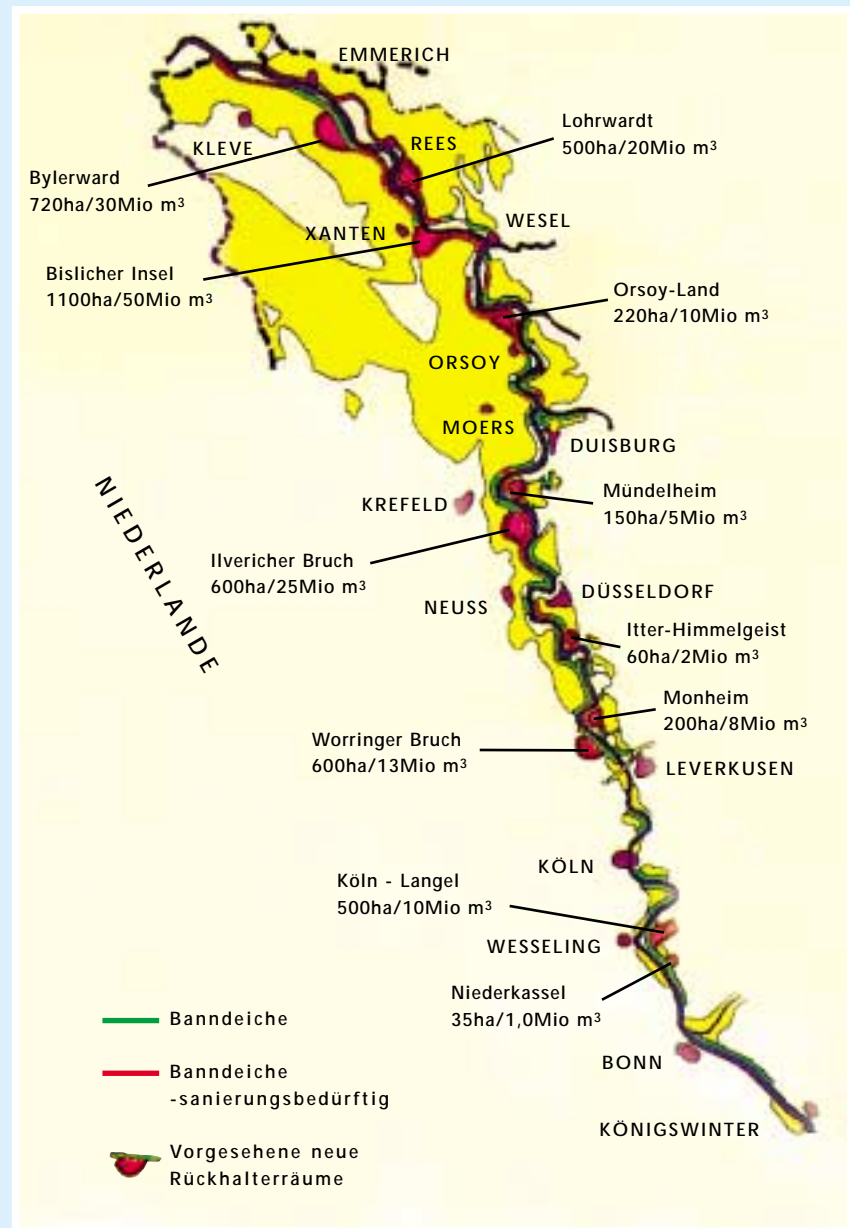 EMMERICH
Lohrwardt
500ha/20Mio m³
KLEVE
REES
Bylerward
720ha/30Mio m³
XANTEN
WESEL
Bislicher Insel
1100ha/50Mio m³
Orsoy-Land
220ha/10Mio m³
ORSOY
MOERS
DUISBURG
NIEDERLANDE
KREFELD
Mündelheim
150ha/5Mio m³
Ilvericher Bruch
600ha/25Mio m³
NEUSS
DÜSSELDORF
Itter-Himmelgeist
60ha/2Mio m³
Monheim
200ha/8Mio m³
Worringer Bruch
600ha/13Mio m³
LEVERKUSEN
KÖLN
Köln - Langel
500ha/10Mio m³
WESSELING
Niederkassel
35ha/1,0Mio m³
BONN
KÖNIGSWINTER
Banndeiche
Banndeiche
-sanierungsbedürftig
Vorgesehene neue
Rückhalterräume